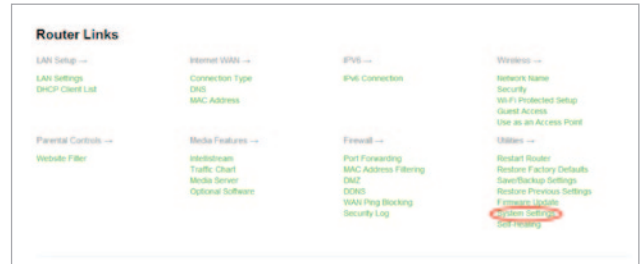 Router Links
LAN Setup →
LAN Settings
DHCP Client List
Internet WAN →
Connection Type
DNS
MAC Address
IPV6 →
IPv6 Connection
Wireless →
Network Name
Security
Wi-Fi Protected Setup
Guest Access
Use as an Access Point
Parental Controls →
Website Filter
Media Features →
Intellistream
Traffic Chart
Media Server
Optional Software
Firewall →
Port Forwarding
MAC Address Filtering
DMZ
DDNS
WAN Ping Blocking
Security Log
Utilities →
Restart Router
Restore Factory Defaults
Save/Backup Settings
Restore Previous Settings
Firmware Update
System Settings
Self-Healing